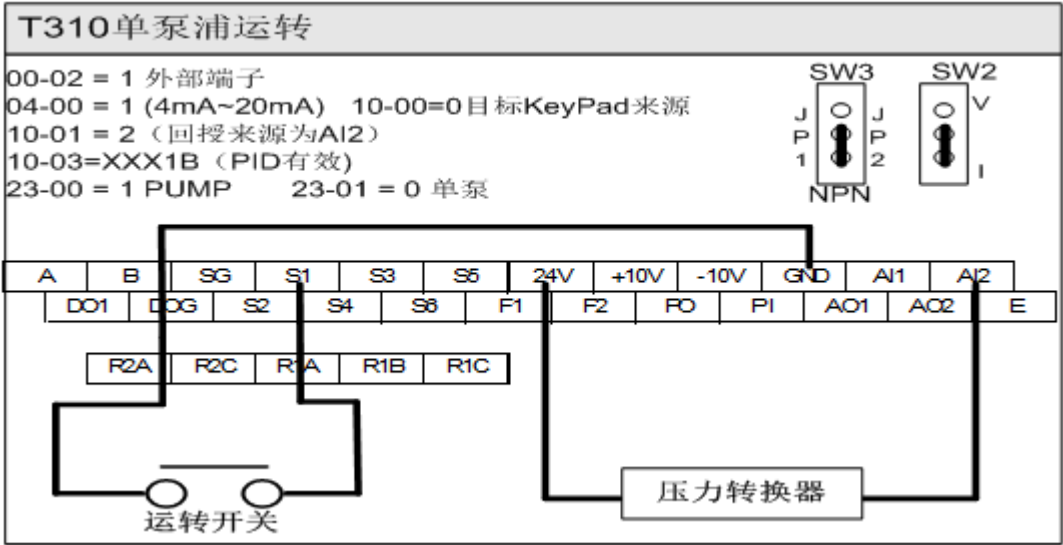 T310单泵浦运转
00-02 = 1 外部端子
04-00 = 1 (4mA~20mA) 10-00=0目标KeyPad来源
10-01 = 2（回授来源为AI2）
10-03=XXX1B（PID有效)
23-00 = 1 PUMP 23-01 = 0 单泵
SW3 SW2
J J V
P P
1 2 I
NPN
A B SG S1 S3 S5 24V +10V -10V GND AI1 AI2
DO1 DOG S2 S4 S6 F1 F2 PO PI AO1 AO2 E
R2A R2C R1A R1B R1C
压力转换器
运转开关